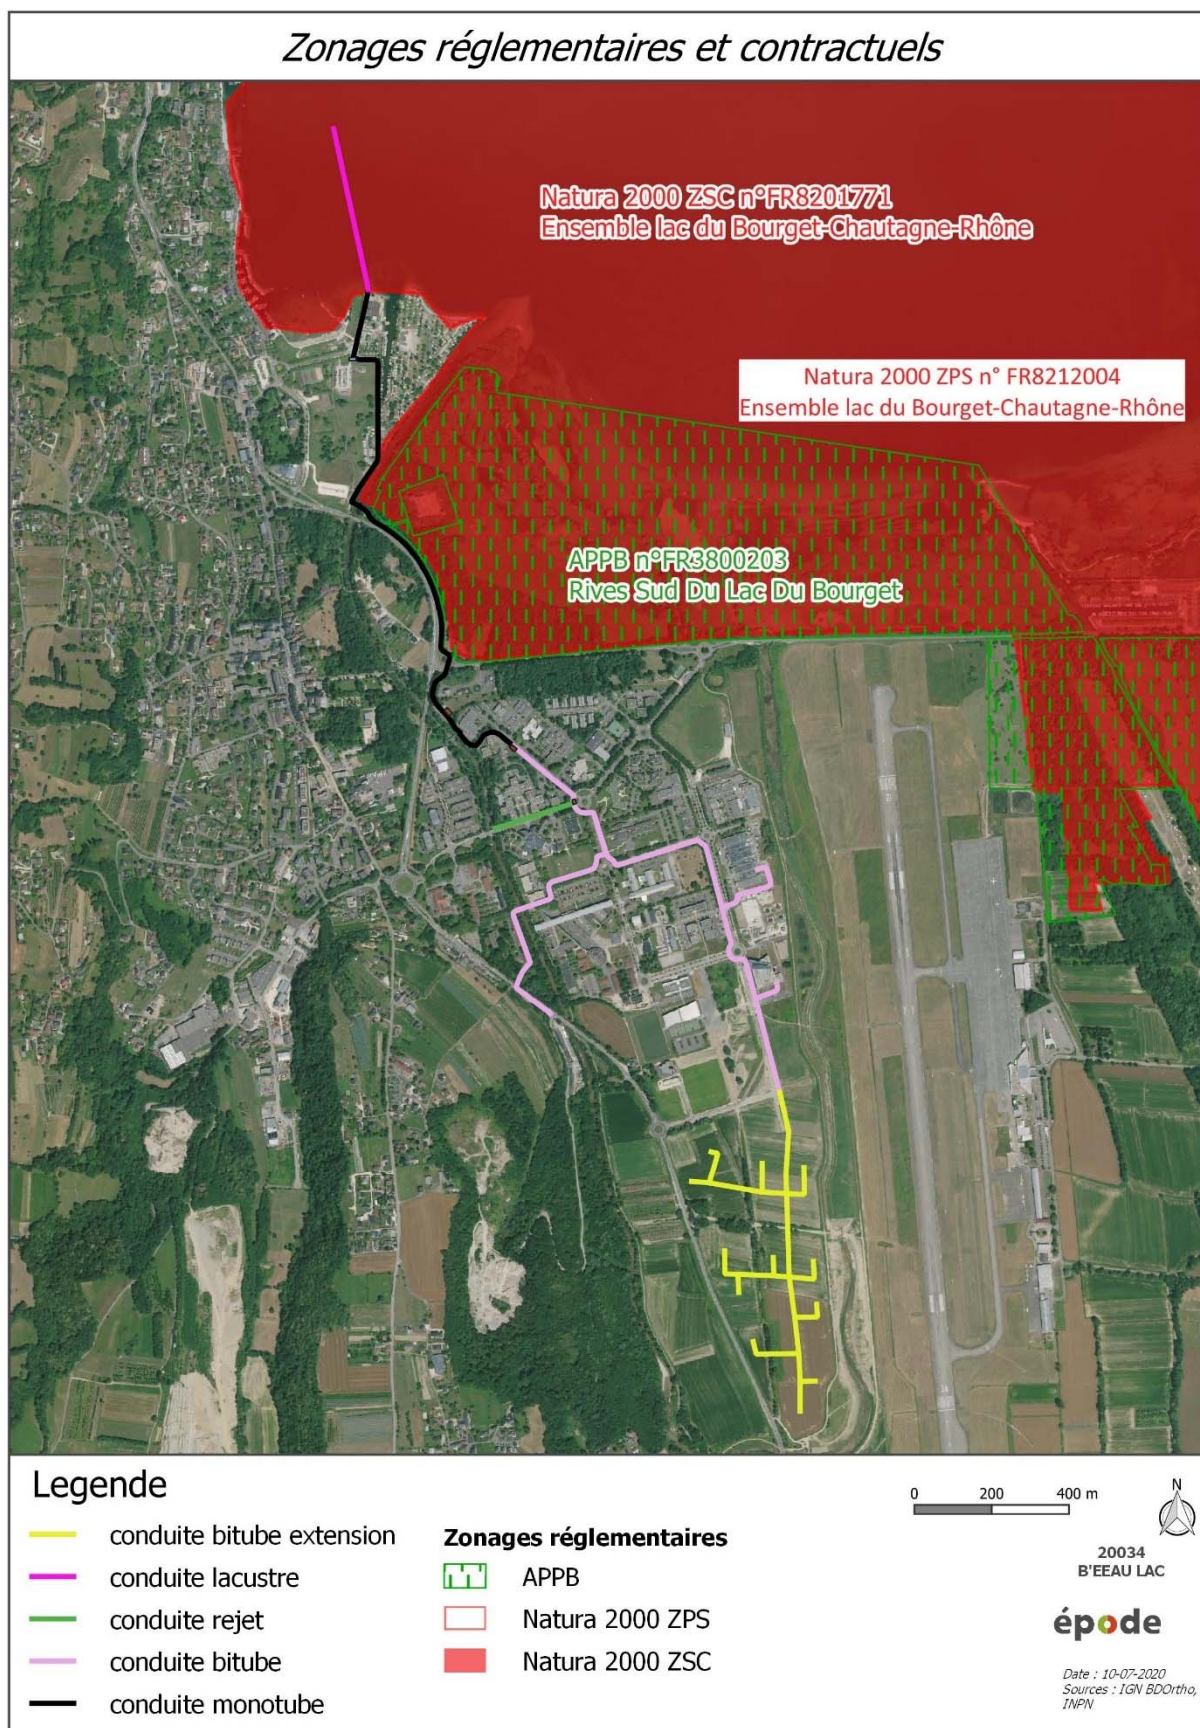 Zonages réglementaires et contractuels
Natura 2000 ZSC n°FR8201771
Ensemble lac du Bourget-Chautagne-Rhône
Natura 2000 ZPS n° FR8212004
Ensemble lac du Bourget-Chautagne-Rhône
APPB n°FR3800203
Rives Sud Du Lac Du Bourget
Legende
conduite bitube extension
conduite lacustre
conduite rejet
conduite bitube
conduite monotube
Zonages réglementaires
APPB
Natura 2000 ZPS
Natura 2000 ZSC
0 200 400 m
N
20034
B'EEAU LAC
épode
Date : 10-07-2020
Sources : IGN BDOrtho,
INPN